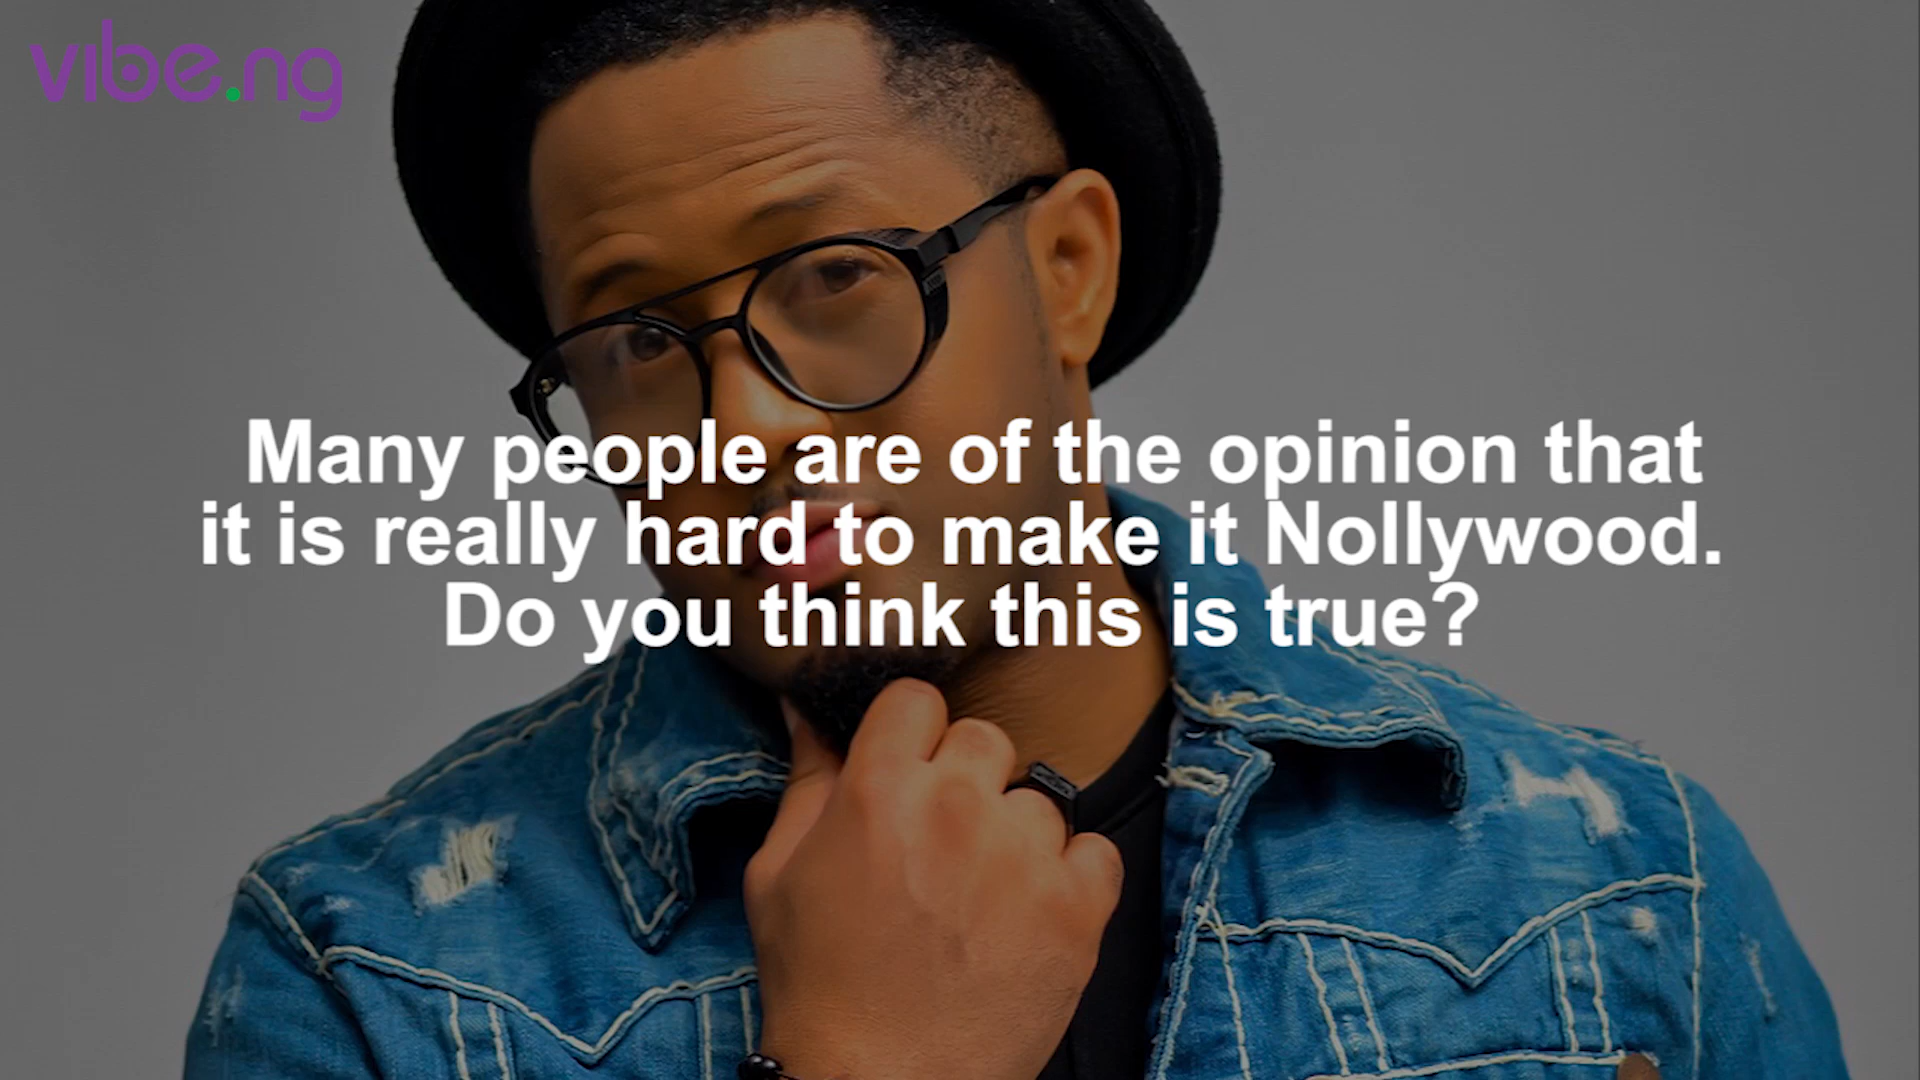 vibe.ng
Many people are of the opinion that
it is really hard to make it Nollywood.
Do you think this is true?